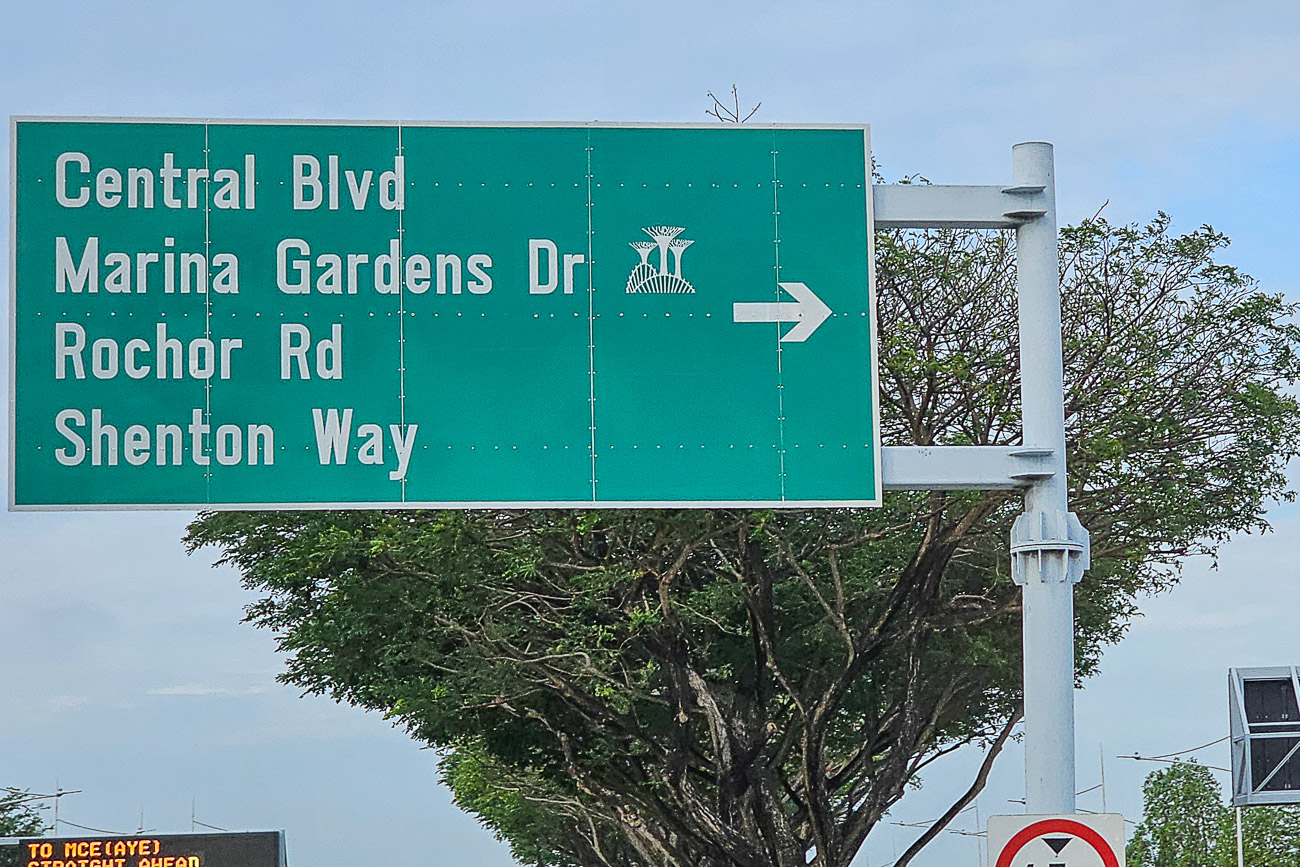 Central Blvd
Marina Gardens Dr
Rochor Rd
Shenton Way
TO MCE(AYE)
STRAIGHT AHEAD